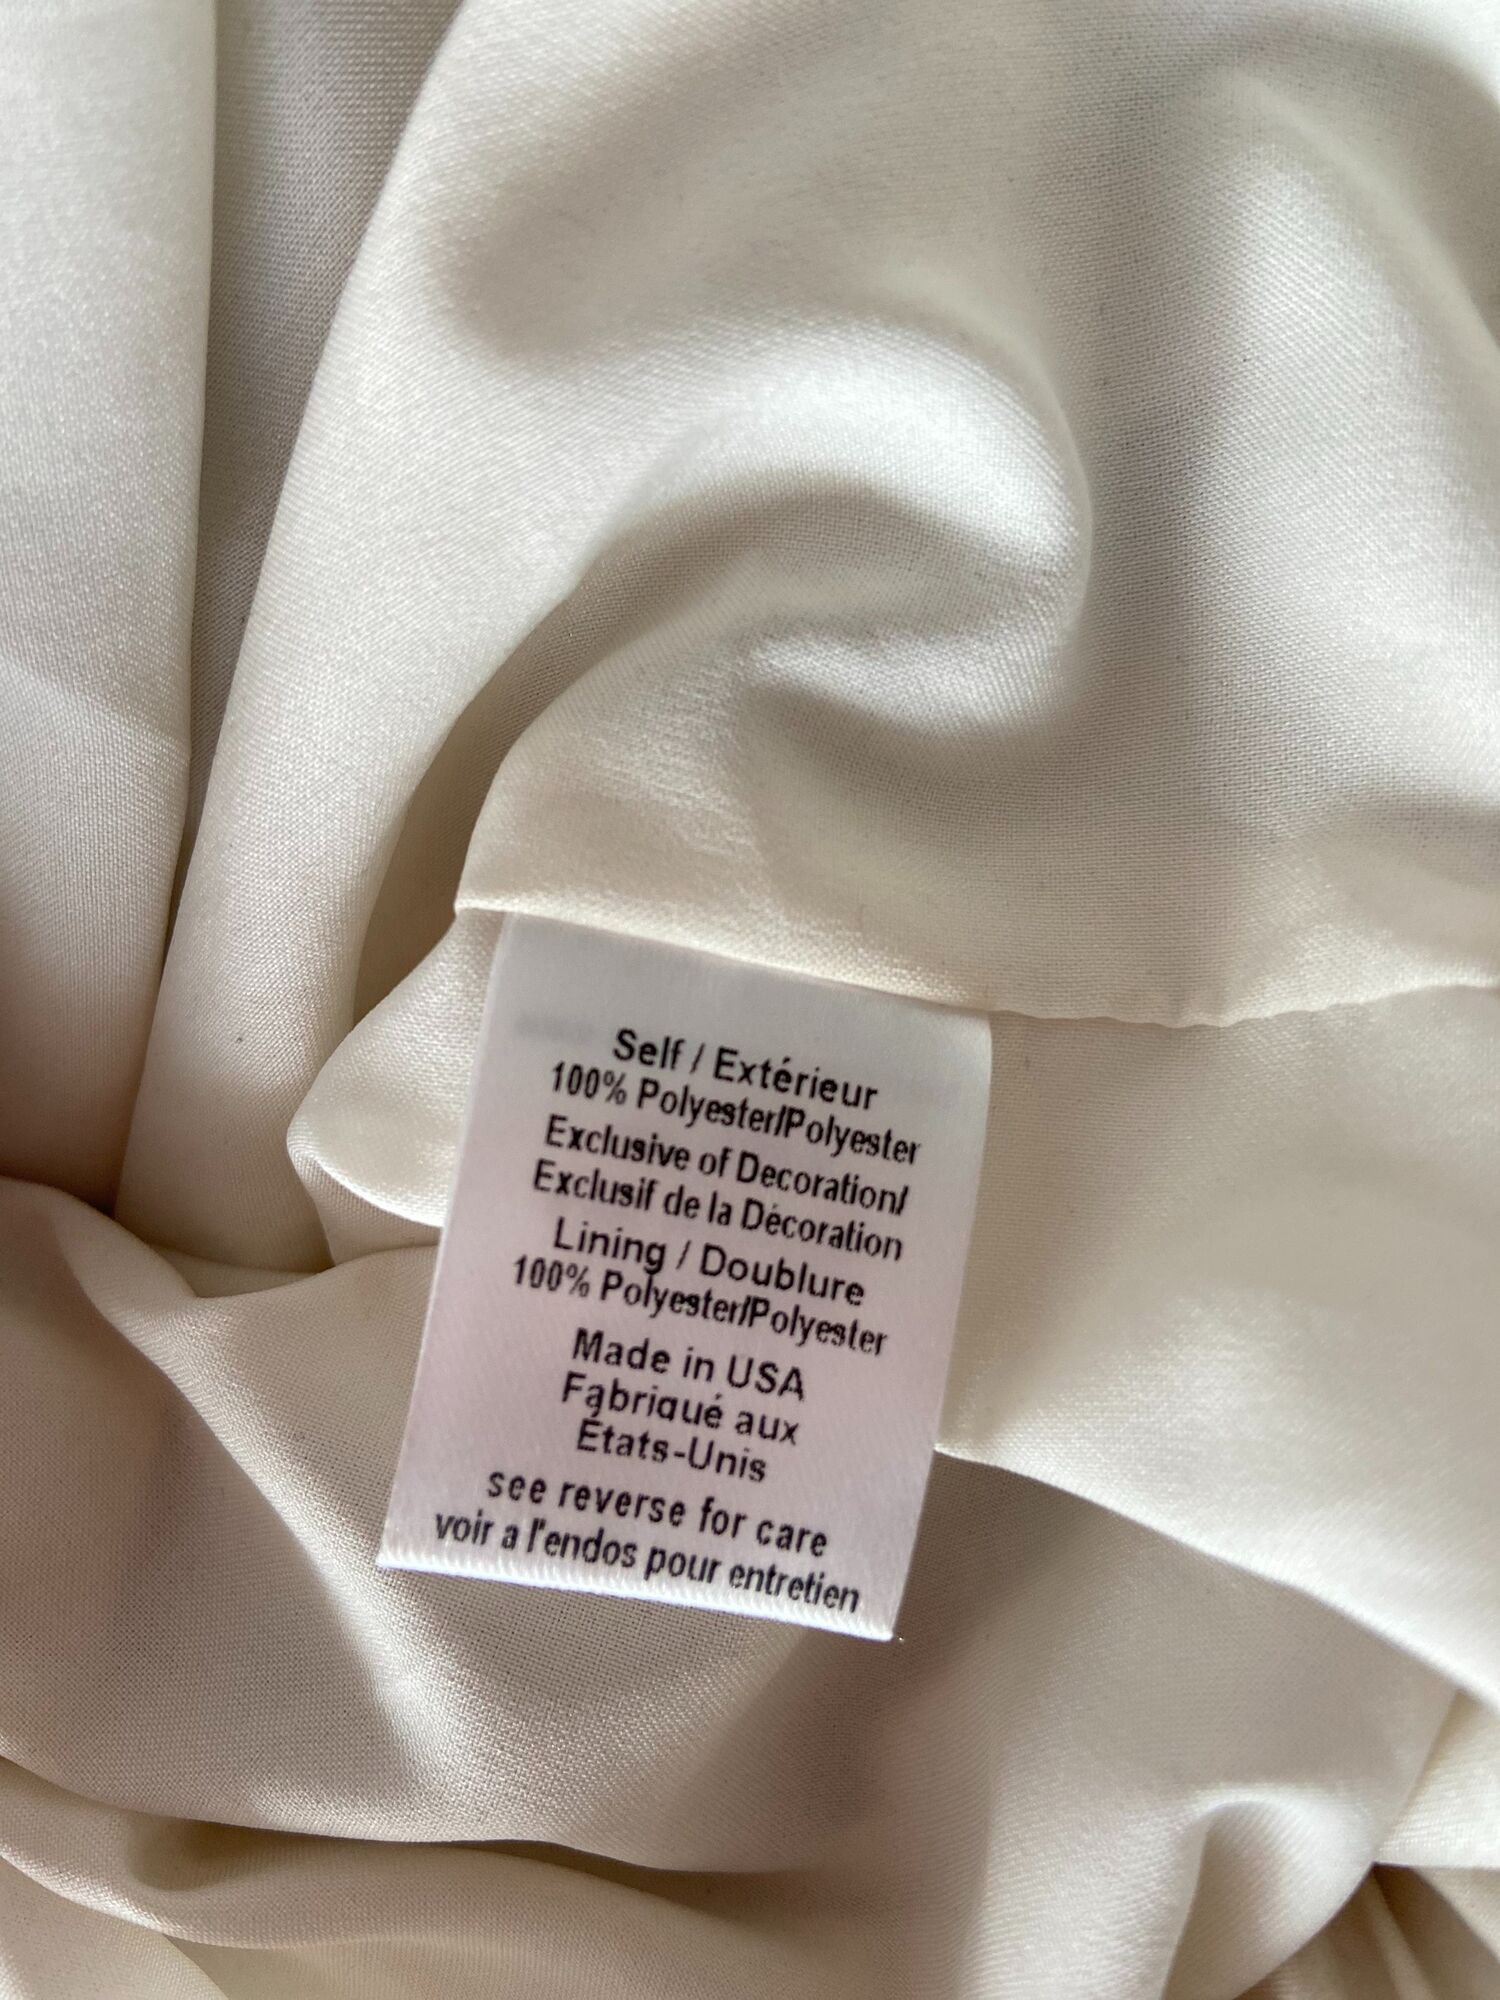 Self / Extérieur
100% Polyester/Polyester
Exclusive of Decoration/
Exclusif de la Décoration
Lining / Doublure
100% Polyester/Polyester
Made in USA
Fabriqué aux
États-Unis
see reverse for care
voir a l'endos pour entretien